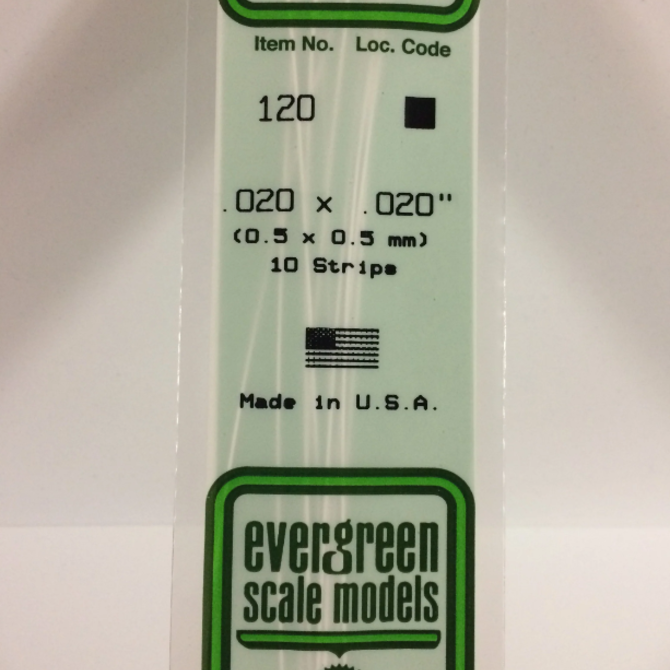 Item No. Loc. Code
120
.020 x .020"
(0.5 x 0.5 mm)
10 Strips
Made in U.S.A.
evergreen
scale models